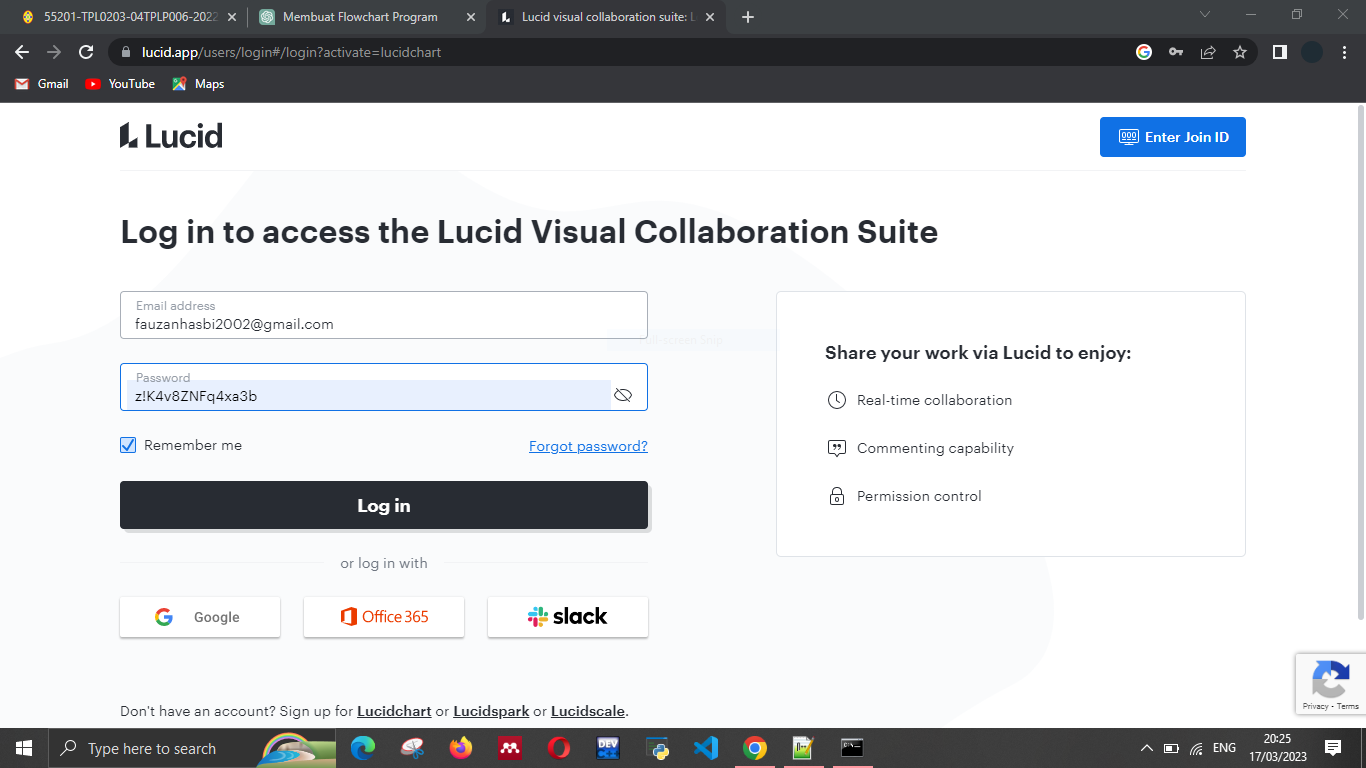 55201-TPL0203-04TPLP006-2022
Membuat Flowchart Program
Lucid visual collaboration suite: L
lucid.app/users/login#/login?activate=lucidchart
Gmail
YouTube
Maps
Lucid
Enter Join ID
Log in to access the Lucid Visual Collaboration Suite
Email address
fauzanhasbi2002@gmail.com
Password
z!K4v8ZNFq4xa3b
Remember me
Forgot password?
Log in
or log in with
Google
Office 365
slack
Share your work via Lucid to enjoy:
Real-time collaboration
Commenting capability
Permission control
Don't have an account? Sign up for Lucidchart or Lucidspark or Lucidscale.
Privacy • Terms
Type here to search
DEV
ENG
20:25
17/03/2023